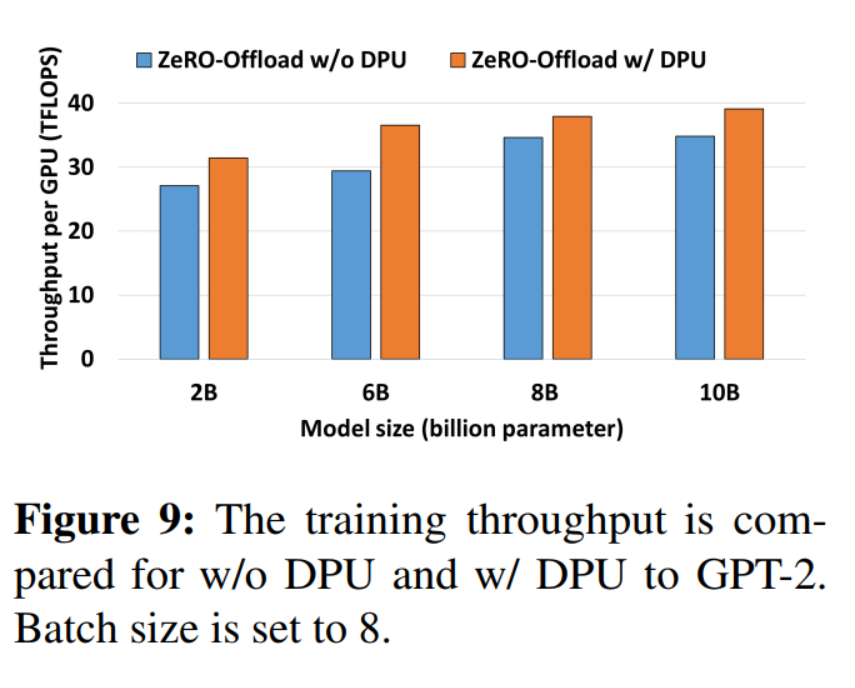 ZeRO-Offload w/o DPU ZeRO-Offload w/ DPU
Throughput per GPU (TFLOPS)
40
30
20
10
0
2B 6B 8B 10B
Model size (billion parameter)
Figure 9: The training throughput is com-
pared for w/o DPU and w/ DPU to GPT-2.
Batch size is set to 8.